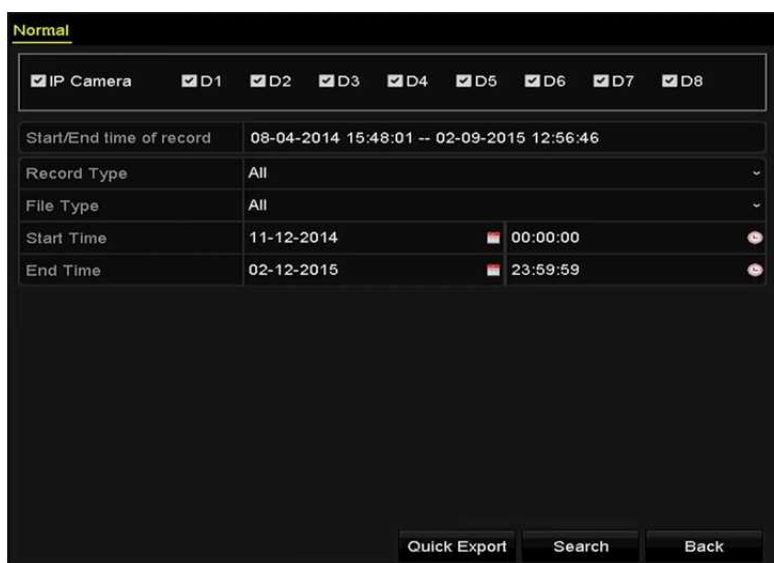 Normal
IP Camera D1 D2 D3 D4 D5 D6 D7 D8
Start/End time of record 08-04-2014 15:48:01 -- 02-09-2015 12:56:46
Record Type All
File Type All
Start Time 11-12-2014 00:00:00
End Time 02-12-2015 23:59:59
Quick Export Search Back